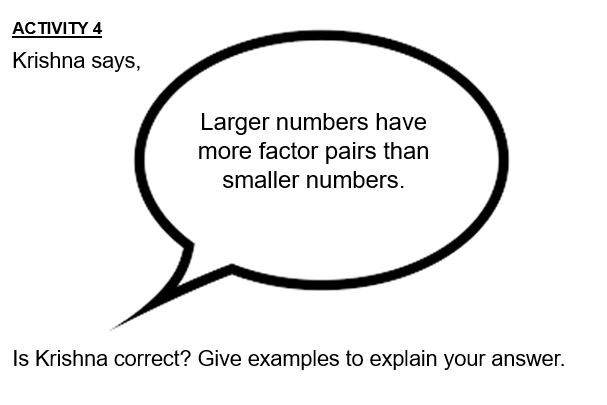 ACTIVITY 4
Krishna says,
Larger numbers have
more factor pairs than
smaller numbers.
Is Krishna correct? Give examples to explain your answer.